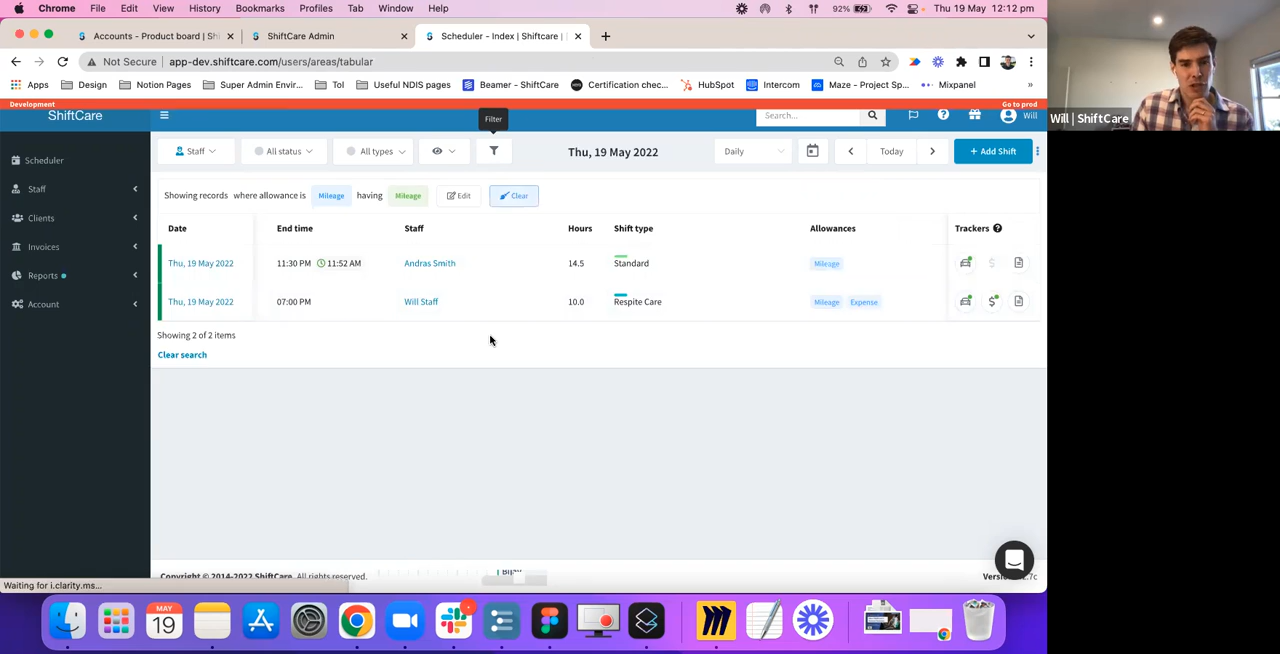 Chrome File Edit View History Bookmarks Profiles Tab Window Help 92% Thu 19 May 12:12 pm
Accounts - Product board | Shi ShiftCare Admin Scheduler - Index | Shiftcare |
Not Secure app-dev.shiftcare.com/users/areas/tabular
Apps Design Notion Pages Super Admin Envir... Tol Useful NDIS pages Beamer - ShiftCare Certification chec... HubSpot Intercom Maze - Project Sp... Mixpanel »
Development Go to prod
ShiftCare Filter Search... Will
Will | ShiftCare
Staff All status All types Thu, 19 May 2022 Daily Today + Add Shift
Scheduler
Staff
Clients
Invoices
Reports
Account
Showing records where allowance is Mileage having Mileage Edit Clear
Date End time Staff Hours Shift type Allowances Trackers
Thu, 19 May 2022 11:30 PM 11:52 AM Andras Smith 14.5 Standard Mileage $
Thu, 19 May 2022 07:00 PM Will Staff 10.0 Respite Care Mileage Expense $
Showing 2 of 2 items
Clear search
Copyright © 2014-2022 ShiftCare. All rights reserved.
Waiting for i.clarity.ms...
MAY
19